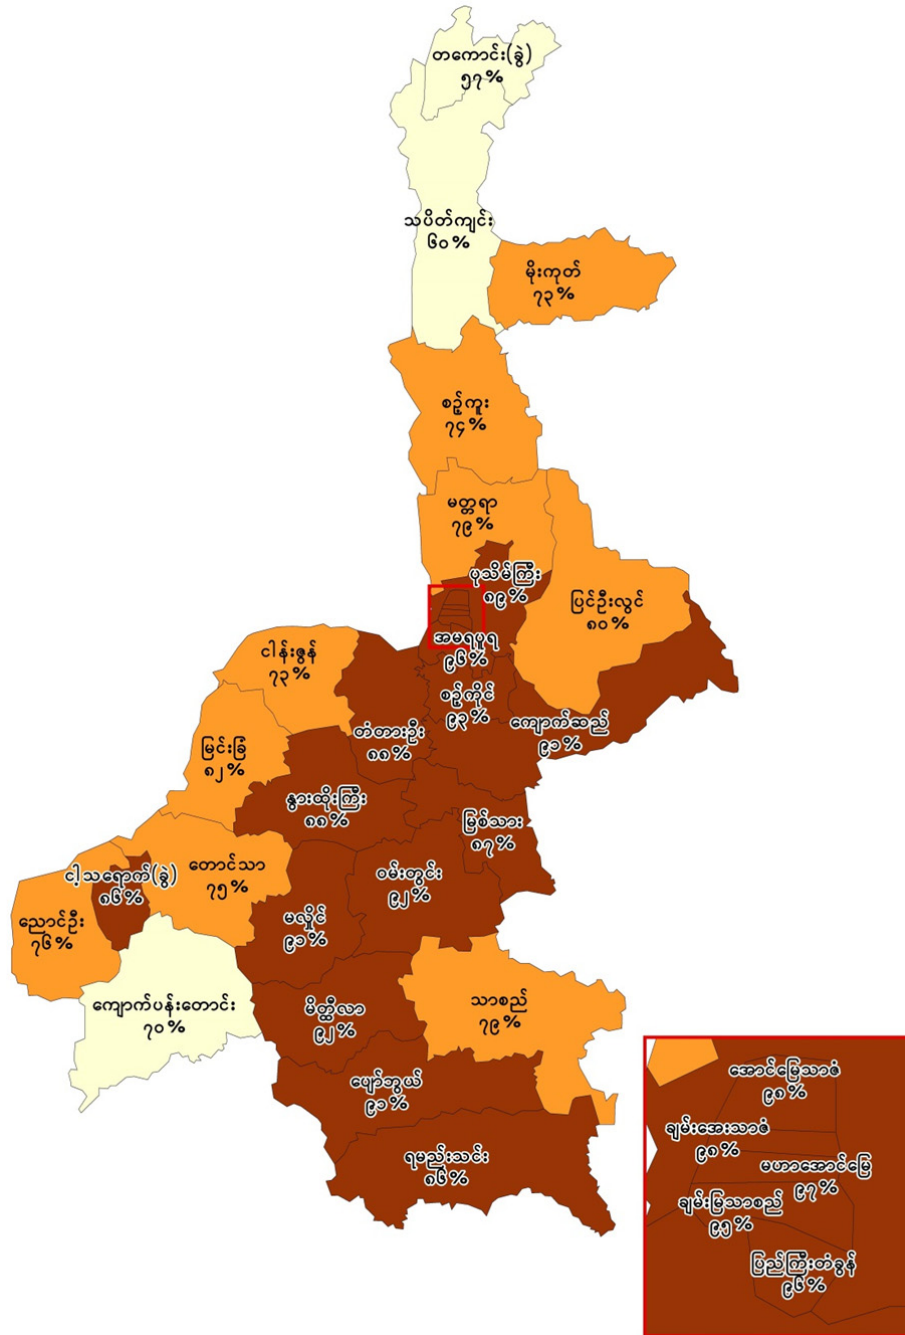 တကောင်း(ခွဲ)
၅၇%
သပိတ်ကျင်း
၆၀%
မိုးကုတ်
၇၃%
စဉ့်ကူး
၇၄%
မတ္တရာ
၇၉%
ပုသိမ်ကြီး
၈၉%
ပြင်ဦးလွင်
၈၀%
အမရပူရ
၉၆%
ငါန်းဇွန်
၇၃%
စဉ့်ကိုင်
၉၃%
ကျောက်ဆည်
၉၁%
တံတားဦး
၈၈%
မြင်းခြံ
၈၂%
နွားထိုးကြီး
၈၈%
မြစ်သား
၈၇%
တောင်သာ
၇၅%
ငါ့သရောက်(ခွဲ)
၈၆%
ဝမ်းတွင်း
၉၂%
မလှိုင်
၉၁%
ညောင်ဦး
၇၆%
ကျောက်ပန်းတောင်း
၇၀%
မိတ္ထီလာ
၉၂%
သာစည်
၇၉%
ပျော်ဘွယ်
၉၁%
ရမည်းသင်း
၈၆%
အောင်မြေသာဇံ
၉၈%
ချမ်းအေးသာဇံ
၉၈%
မဟာအောင်မြေ
၉၇%
ချမ်းမြသာစည်
၉၅%
ပြည်ကြီးတံခွန်
၉၆%